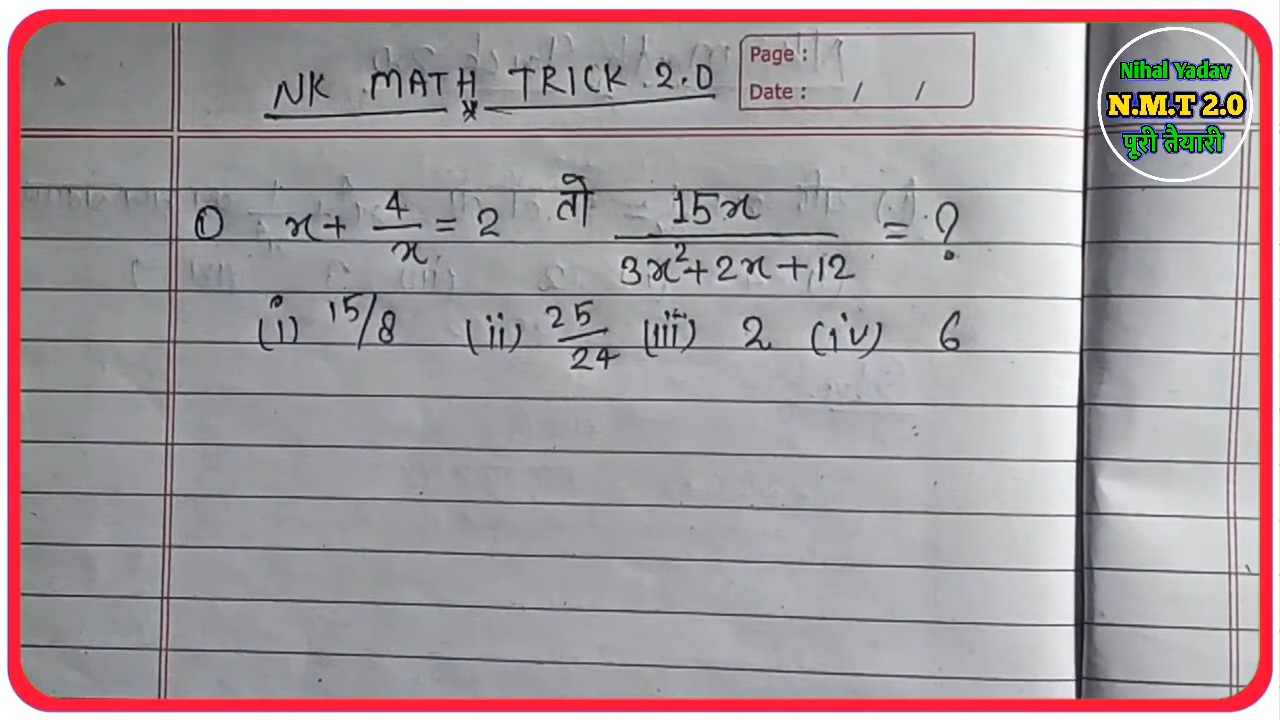 NK MATH TRICK 2.0
Page :
Date : / /
Nihal Yadav
N.M.T 2.0
पूरी तैयारी
① x + 4/x = 2 तो 15x/(3x²+2x+12) = ?
(i) 15/8 (ii) 25/24 (iii) 2 (iv) 6